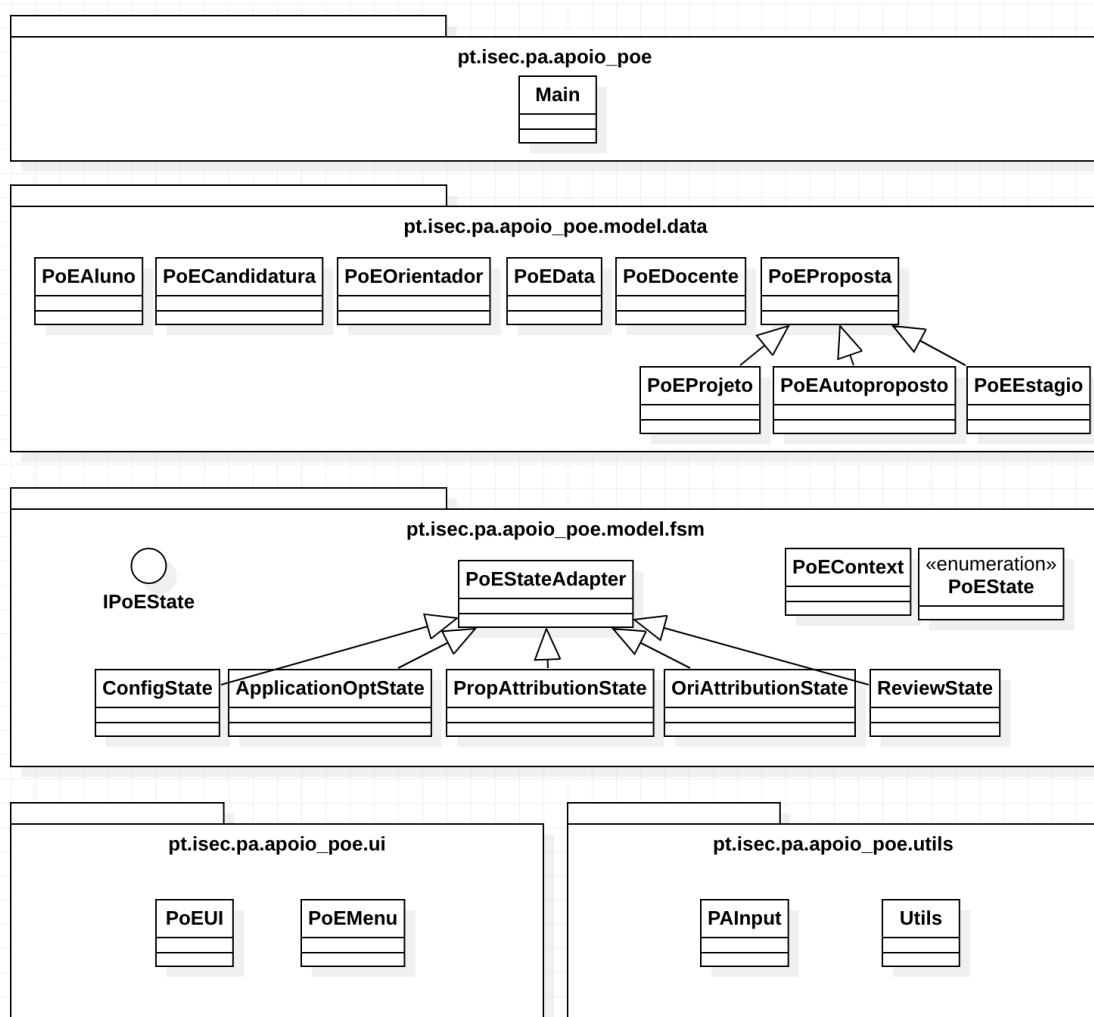 pt.isec.pa.apoio_poe
Main
pt.isec.pa.apoio_poe.model.data
PoEAluno
PoECandidatura
PoEOrientador
PoEData
PoEDocente
PoEProposta
PoEProjeto
PoEAutoproposto
PoEEstagio
pt.isec.pa.apoio_poe.model.fsm
IPoEState
PoEStateAdapter
PoEContext
«enumeration»
PoEState
ConfigState
ApplicationOptState
PropAttributionState
OriAttributionState
ReviewState
pt.isec.pa.apoio_poe.ui
PoEUI
PoEMenu
pt.isec.pa.apoio_poe.utils
PAInput
Utils